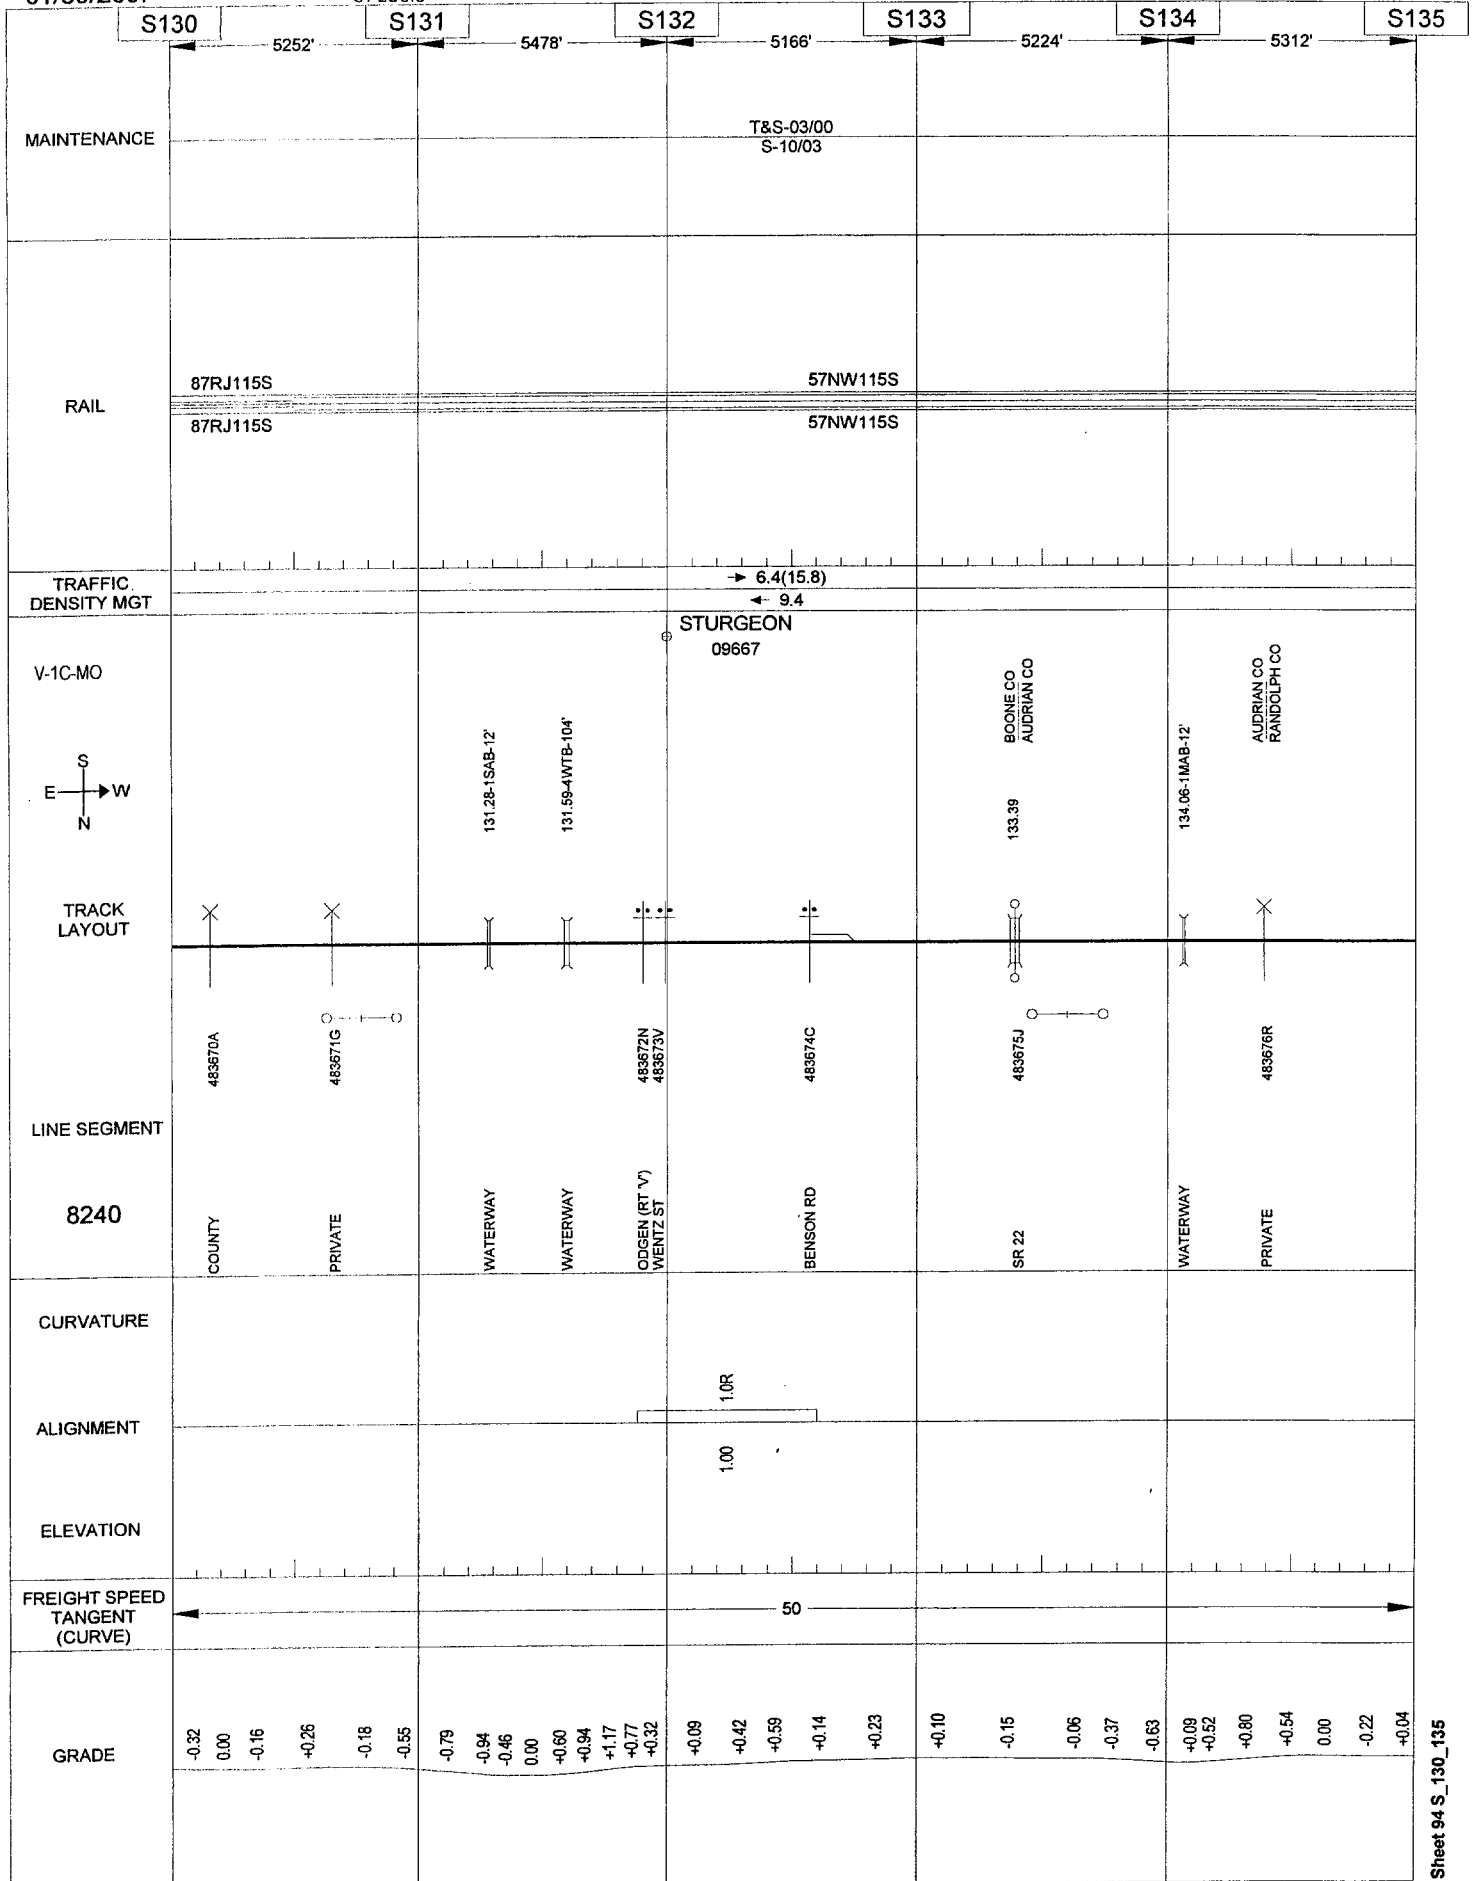 S130 S131 S132 S133 S134 S135
5252' 5478' 5166' 5224' 5312'
MAINTENANCE
T&S-03/00
S-10/03
RAIL
87RJ115S 57NW115S
87RJ115S 57NW115S
TRAFFIC
DENSITY MGT
6.4(15.8)
9.4
STURGEON
09667
V-1C-MO
S
E W
N
131.28-1SAB-12'
131.59-4WTB-104'
133.39
BOONE CO
AUDRIAN CO
134.06-1MAB-12'
AUDRIAN CO
RANDOLPH CO
TRACK
LAYOUT
483670A
483671G
483672N
483673V
483674C
483675J
483676R
LINE SEGMENT
8240
COUNTY
PRIVATE
WATERWAY
WATERWAY
ODGEN (RT 'V')
WENTZ ST
BENSON RD
SR 22
WATERWAY
PRIVATE
CURVATURE
1.0R
ALIGNMENT
1.00
ELEVATION
FREIGHT SPEED
TANGENT
(CURVE)
50
GRADE
-0.32
0.00
-0.16
+0.26
-0.18
-0.55
-0.79
-0.94
-0.46
0.00
+0.60
+0.94
+1.17
+0.77
+0.32
+0.09
+0.42
+0.59
+0.14
+0.23
+0.10
-0.15
-0.06
-0.37
-0.63
+0.09
+0.52
+0.80
+0.54
0.00
-0.22
+0.04
Sheet 94 S_130_135